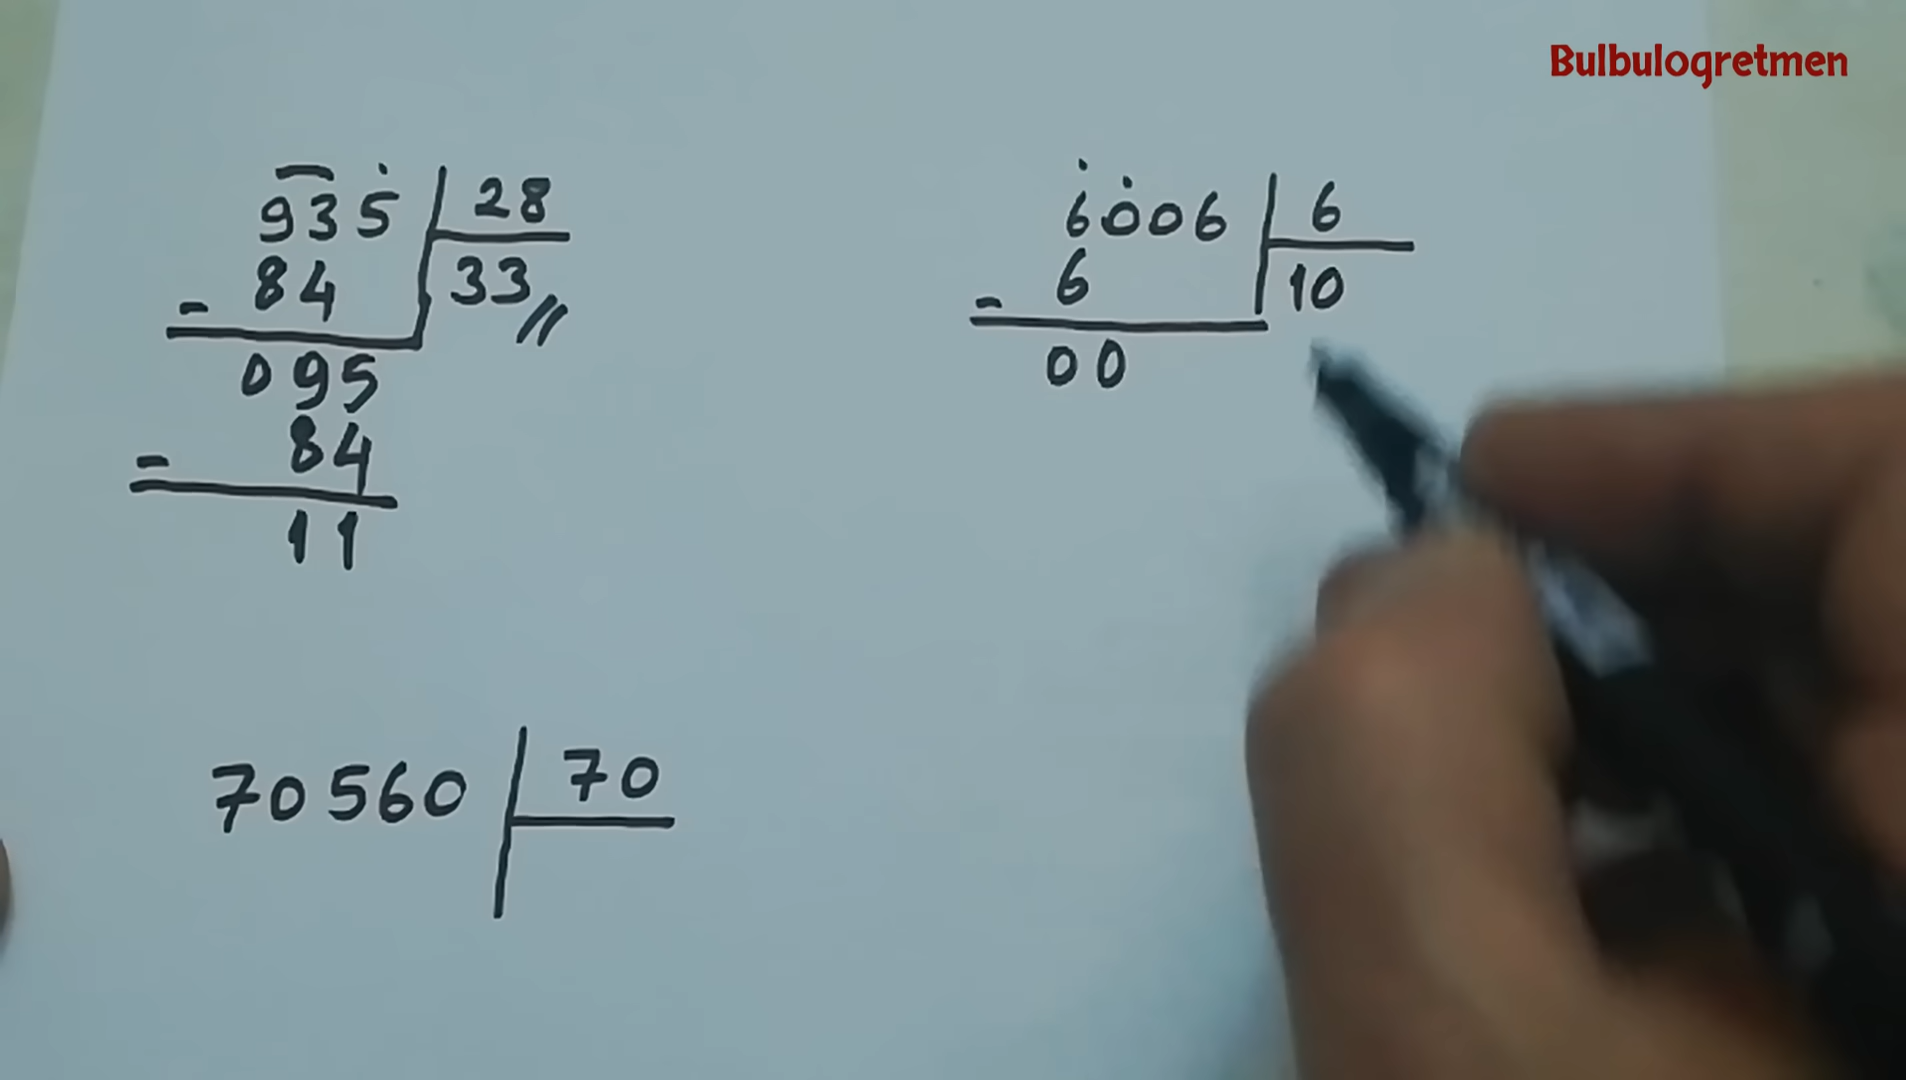 Bulbulogretmen
935 | 28
- 84 | 33 //
095
- 84
11
6006 | 6
- 6 | 10
00
70560 | 70